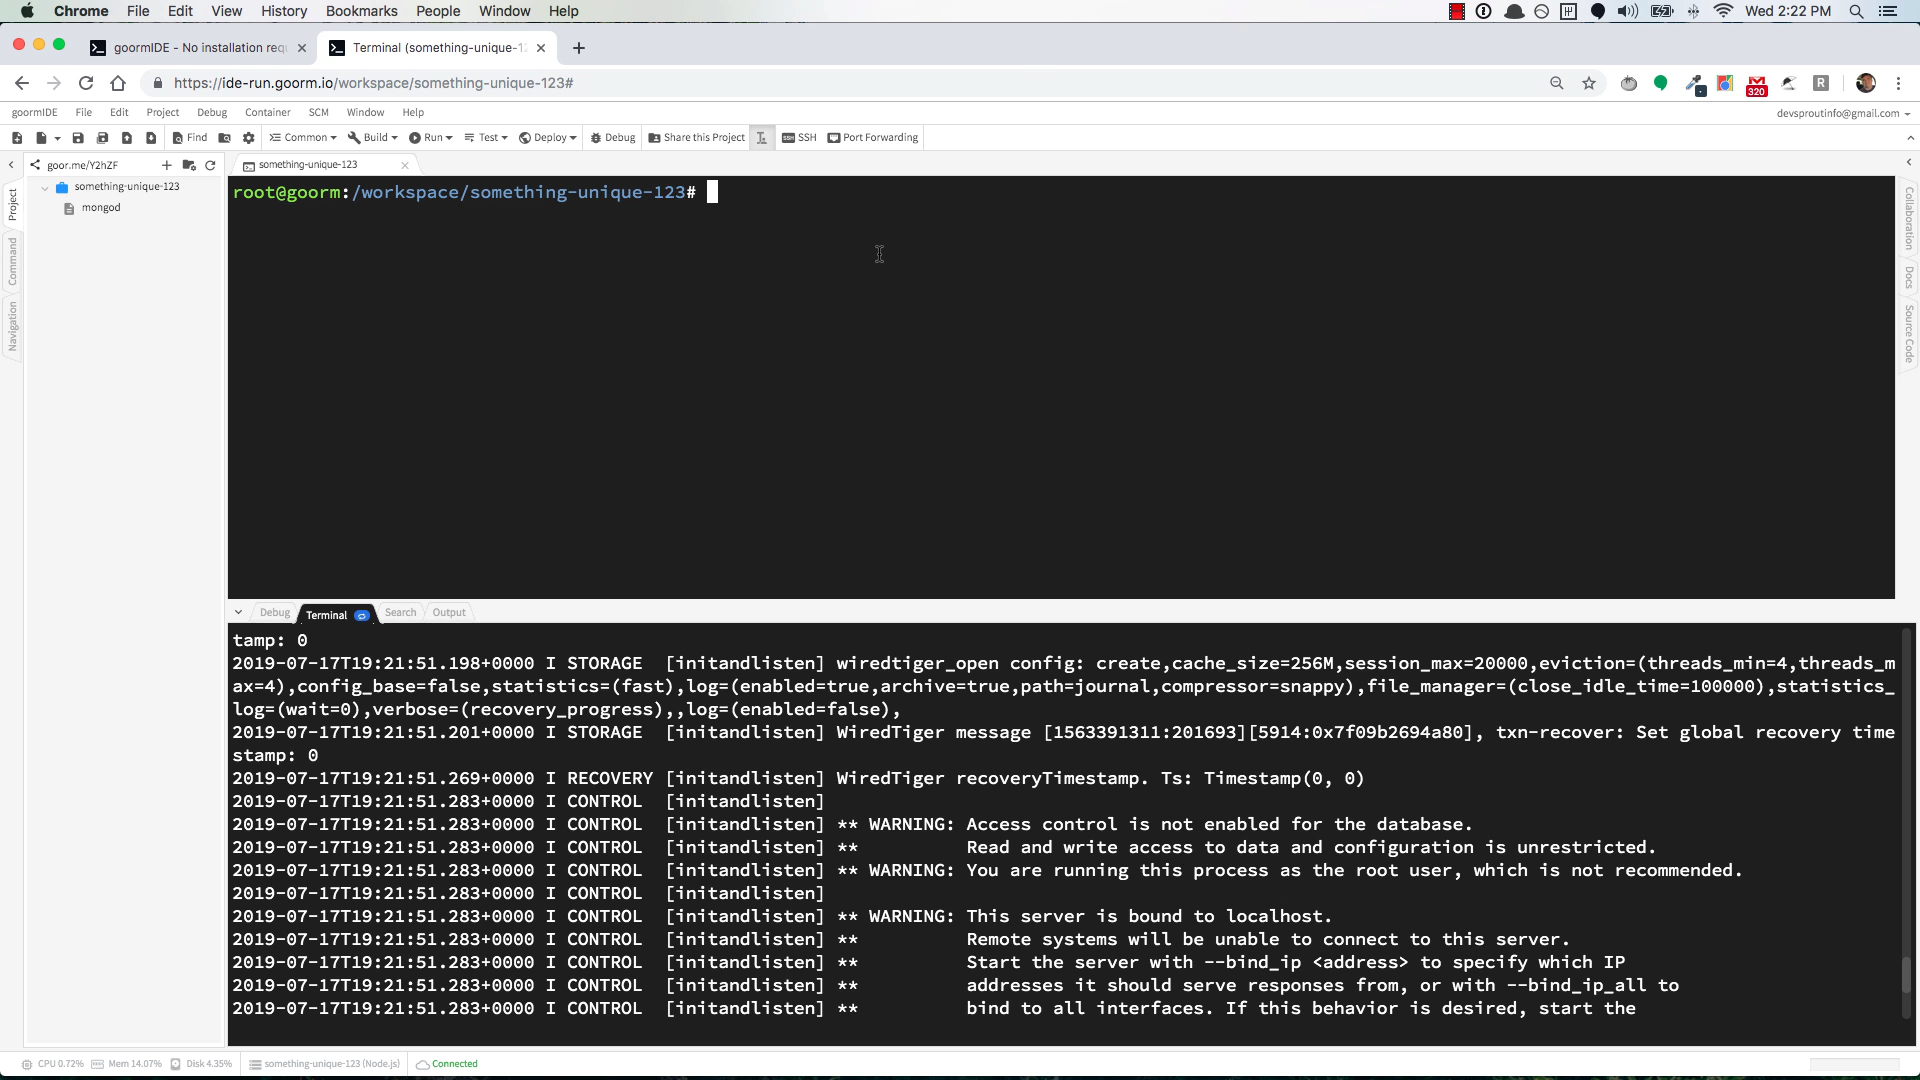 Chrome File Edit View History Bookmarks People Window Help Wed 2:22 PM
goormIDE - No installation req Terminal (something-unique-12
https://ide-run.goorm.io/workspace/something-unique-123#
320
R
goormIDE File Edit Project Debug Container SCM Window Help devsproutinfo@gmail.com
Find Common Build Run Test Deploy Debug Share this Project SSH SSH Port Forwarding
goor.me/Y2hZF
something-unique-123
something-unique-123
mongod
Project
Command
Navigation
root@goorm:/workspace/something-unique-123#
Collaboration
Docs
Source Code
Debug Terminal Search Output
tamp: 0
2019-07-17T19:21:51.198+0000 I STORAGE  [initandlisten] wiredtiger_open config: create,cache_size=256M,session_max=20000,eviction=(threads_min=4,threads_m
ax=4),config_base=false,statistics=(fast),log=(enabled=true,archive=true,path=journal,compressor=snappy),file_manager=(close_idle_time=100000),statistics_
log=(wait=0),verbose=(recovery_progress),,log=(enabled=false),
2019-07-17T19:21:51.201+0000 I STORAGE  [initandlisten] WiredTiger message [1563391311:201693][5914:0x7f09b2694a80], txn-recover: Set global recovery time
stamp: 0
2019-07-17T19:21:51.269+0000 I RECOVERY [initandlisten] WiredTiger recoveryTimestamp. Ts: Timestamp(0, 0)
2019-07-17T19:21:51.283+0000 I CONTROL  [initandlisten]
2019-07-17T19:21:51.283+0000 I CONTROL  [initandlisten] ** WARNING: Access control is not enabled for the database.
2019-07-17T19:21:51.283+0000 I CONTROL  [initandlisten] **          Read and write access to data and configuration is unrestricted.
2019-07-17T19:21:51.283+0000 I CONTROL  [initandlisten] ** WARNING: You are running this process as the root user, which is not recommended.
2019-07-17T19:21:51.283+0000 I CONTROL  [initandlisten]
2019-07-17T19:21:51.283+0000 I CONTROL  [initandlisten] ** WARNING: This server is bound to localhost.
2019-07-17T19:21:51.283+0000 I CONTROL  [initandlisten] **          Remote systems will be unable to connect to this server.
2019-07-17T19:21:51.283+0000 I CONTROL  [initandlisten] **          Start the server with --bind_ip <address> to specify which IP
2019-07-17T19:21:51.283+0000 I CONTROL  [initandlisten] **          addresses it should serve responses from, or with --bind_ip_all to
2019-07-17T19:21:51.283+0000 I CONTROL  [initandlisten] **          bind to all interfaces. If this behavior is desired, start the
CPU 0.72% Mem 14.07% Disk 4.35% something-unique-123 (Node.js) Connected